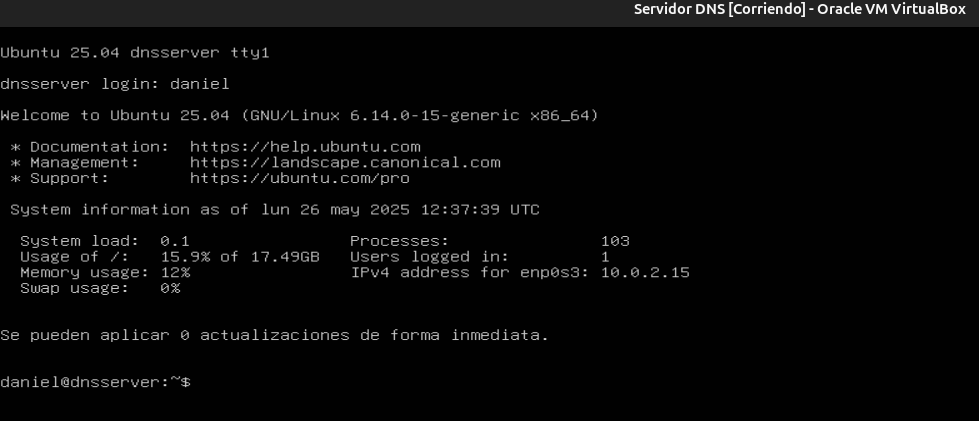 Servidor DNS [Corriendo] - Oracle VM VirtualBox
Ubuntu 25.04 dnsserver tty1
dnsserver login: daniel
Welcome to Ubuntu 25.04 (GNU/Linux 6.14.0-15-generic x86_64)
* Documentation:  https://help.ubuntu.com
* Management:     https://landscape.canonical.com
* Support:        https://ubuntu.com/pro
System information as of lun 26 may 2025 12:37:39 UTC
System load:  0.1                Processes:               103
Usage of /:   15.9% of 17.49GB   Users logged in:         1
Memory usage: 12%                IPv4 address for enp0s3: 10.0.2.15
Swap usage:   0%
Se pueden aplicar 0 actualizaciones de forma inmediata.
daniel@dnsserver:~$